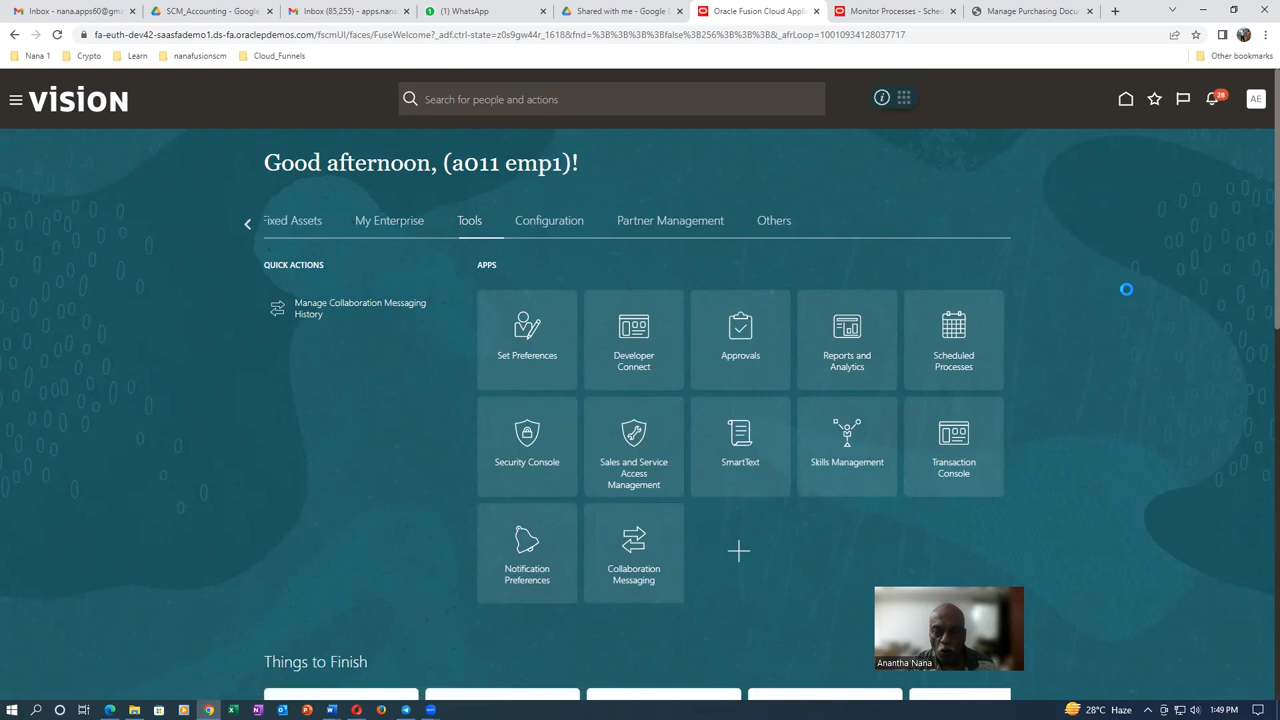 Inbox - nana.apps60@gm
SCM_Accounting - Google
Inbox (85,255) - apps.nana
(1) WhatsApp
Shared with me - Google D
Oracle Fusion Cloud Applic
Monitor Processes - Sched
Manage Purchasing Docu
fa-euth-dev42-saasfademo1.ds-fa.oraclepdemos.com/fscmUI/faces/FuseWelcome?_adf.ctrl-state=z0s9gw44r_1618&fnd=%3B%3B%3B%3Bfalse%3B256%3B%3B%3B&_afrLoop=10010934128037717
Nana 1
Crypto
Learn
nanafusionscm
Cloud_Funnels
Other bookmarks
VISION
Search for people and actions
28
AE
Good afternoon, (a011 emp1)!
Fixed Assets
My Enterprise
Tools
Configuration
Partner Management
Others
QUICK ACTIONS
Manage Collaboration Messaging
History
APPS
Set Preferences
Developer
Connect
Approvals
Reports and
Analytics
Scheduled
Processes
Security Console
Sales and Service
Access
Management
SmartText
Skills Management
Transaction
Console
Notification
Preferences
Collaboration
Messaging
Things to Finish
Anantha Nana
28°C Haze
1:49 PM